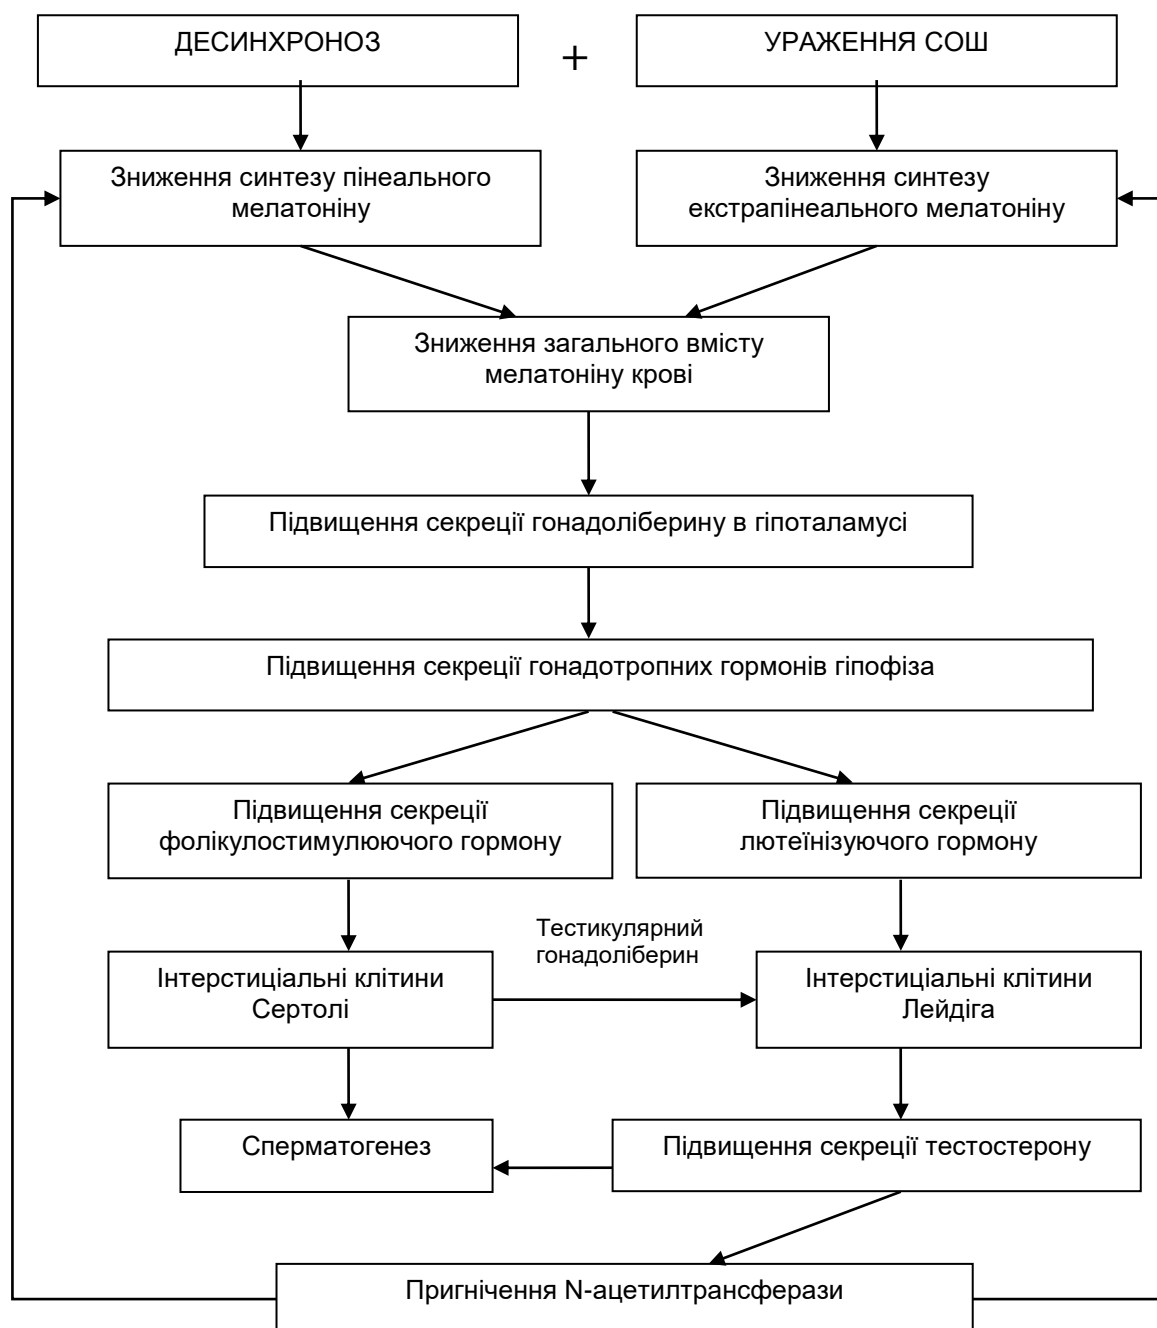 ДЕСИНХРОНОЗ
+
УРАЖЕННЯ СОШ
Зниження синтезу пінеального
мелатоніну
Зниження синтезу
екстрапінеального мелатоніну
Зниження загального вмісту
мелатоніну крові
Підвищення секреції гонадоліберину в гіпоталамусі
Підвищення секреції гонадотропних гормонів гіпофіза
Підвищення секреції
фолікулостимулюючого гормону
Підвищення секреції
лютеїнізуючого гормону
Тестикулярний
гонадоліберин
Інтерстиціальні клітини
Сертолі
Інтерстиціальні клітини
Лейдіга
Сперматогенез
Підвищення секреції тестостерону
Пригнічення N-ацетилтрансферази